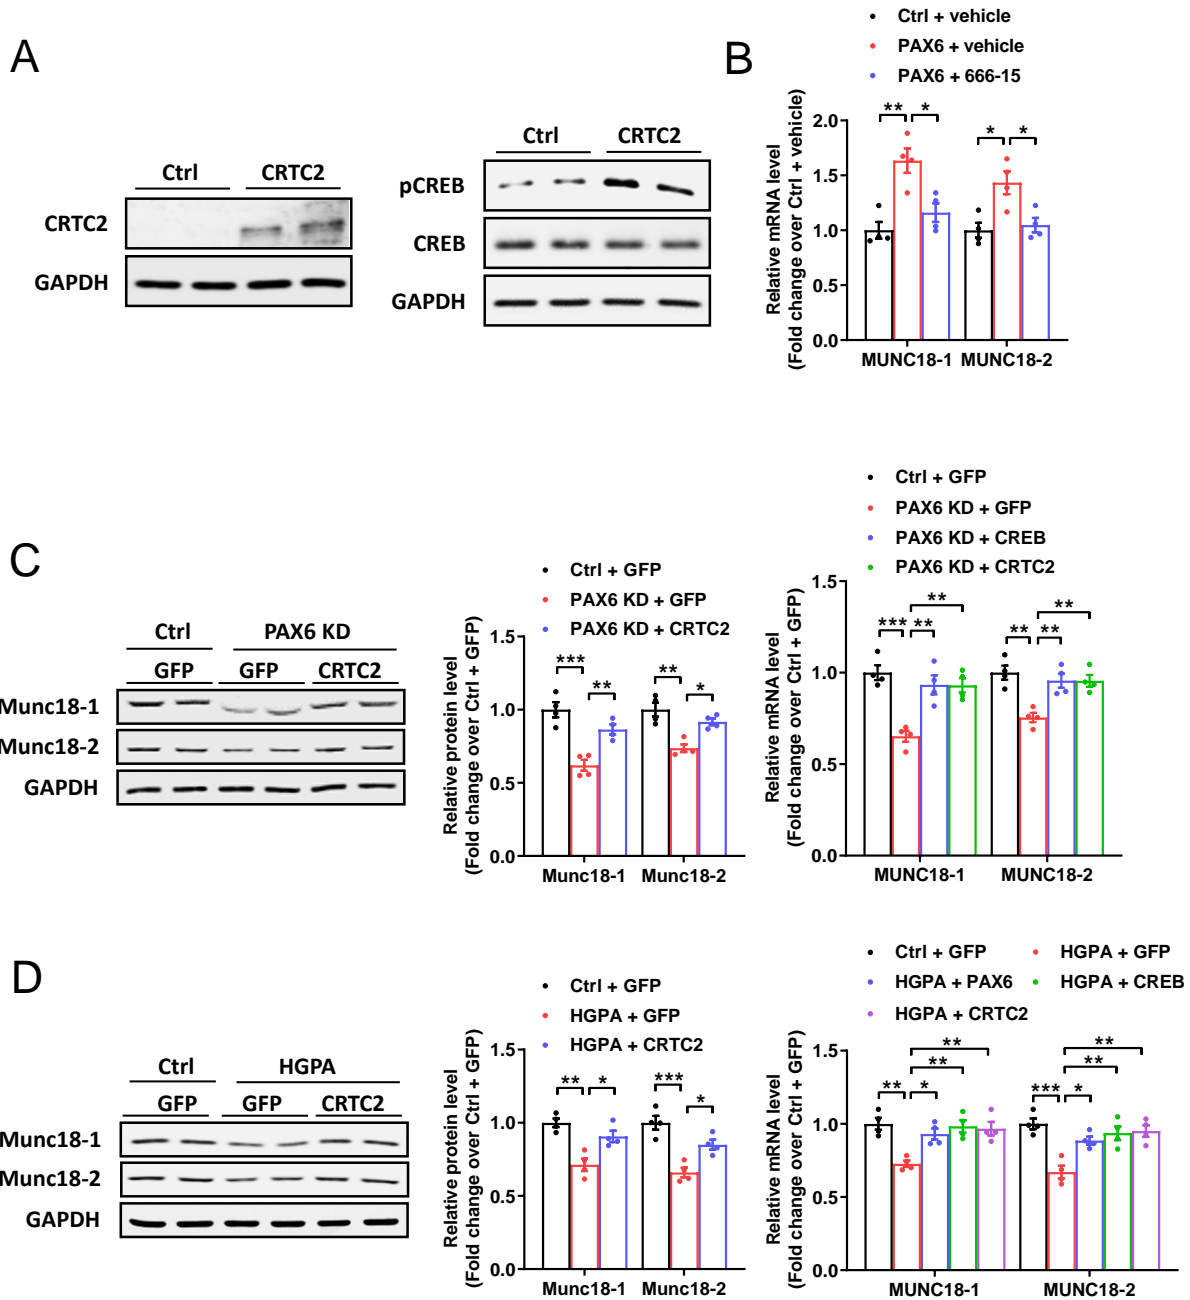 A
Ctrl CRTC2
CRTC2
GAPDH
Ctrl CRTC2
pCREB
CREB
GAPDH
B
Ctrl + vehicle
PAX6 + vehicle
PAX6 + 666-15
Relative mRNA level
(Fold change over Ctrl + vehicle)
2.0
1.5
1.0
0.5
0.0
** * * *
MUNC18-1 MUNC18-2
C
Ctrl PAX6 KD
GFP GFP CRTC2
Munc18-1
Munc18-2
GAPDH
Ctrl + GFP
PAX6 KD + GFP
PAX6 KD + CRTC2
Relative protein level
(Fold change over Ctrl + GFP)
1.5
1.0
0.5
0.0
*** ** ** *
Munc18-1 Munc18-2
Ctrl + GFP
PAX6 KD + GFP
PAX6 KD + CREB
PAX6 KD + CRTC2
Relative mRNA level
(Fold change over Ctrl + GFP)
1.5
1.0
0.5
0.0
** **
*** ** ** **
MUNC18-1 MUNC18-2
D
Ctrl HGPA
GFP GFP CRTC2
Munc18-1
Munc18-2
GAPDH
Ctrl + GFP
HGPA + GFP
HGPA + CRTC2
Relative protein level
(Fold change over Ctrl + GFP)
1.5
1.0
0.5
0.0
** * *** *
Munc18-1 Munc18-2
Ctrl + GFP HGPA + GFP
HGPA + PAX6 HGPA + CREB
HGPA + CRTC2
Relative mRNA level
(Fold change over Ctrl + GFP)
1.5
1.0
0.5
0.0
** **
** **
** * *** *
MUNC18-1 MUNC18-2